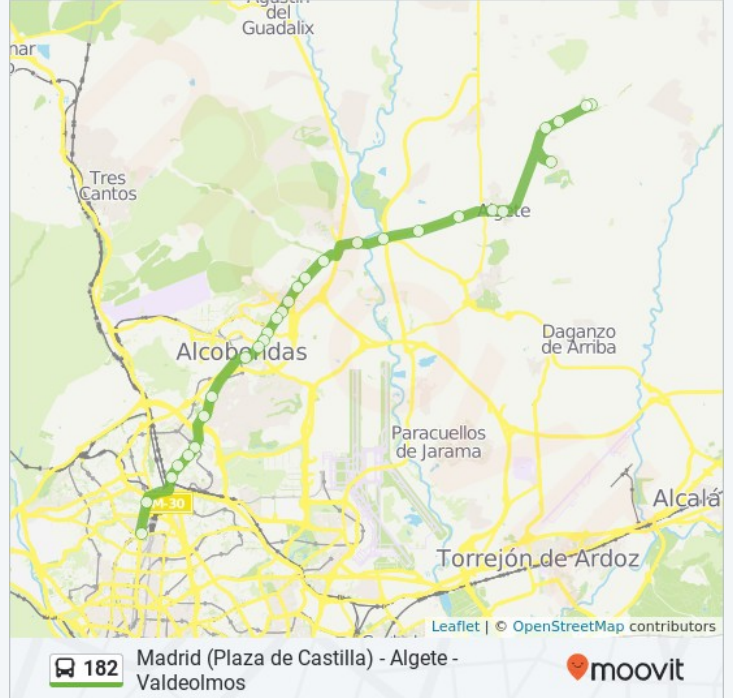 Agustín
del
Guadalix
mar
Tres
Cantos
Algete
Alcobendas
Daganzo
de Arriba
Paracuellos
de Jarama
Alcalá
M-30
Torrejón de Ardoz
Leaflet | © OpenStreetMap contributors
182
Madrid (Plaza de Castilla) - Algete -
Valdeolmos
moovit